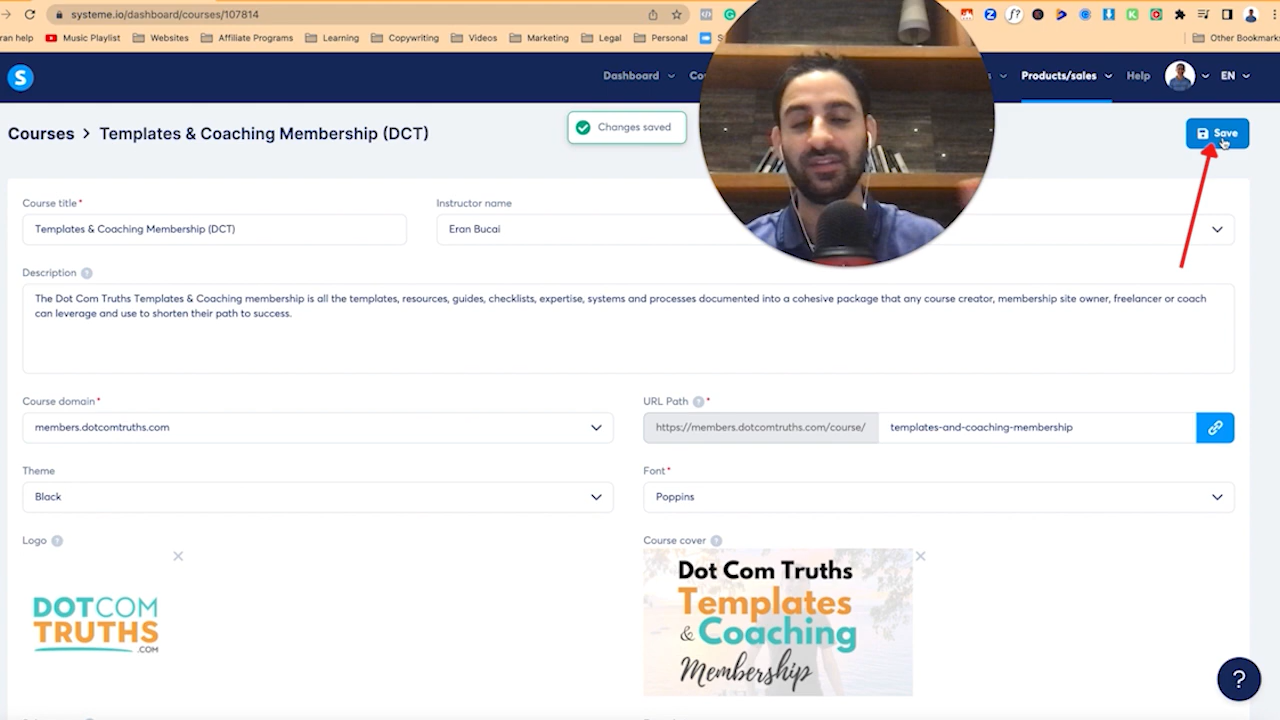 systeme.io/dashboard/courses/107814
ran help Music Playlist Websites Affiliate Programs Learning Copywriting Videos Marketing Legal Personal Other Bookmarks
S Dashboard Products/sales Help EN
Courses > Templates & Coaching Membership (DCT)
Changes saved
Save
Course title*
Instructor name
Templates & Coaching Membership (DCT)
Eran Bucai
Description ?
The Dot Com Truths Templates & Coaching membership is all the templates, resources, guides, checklists, expertise, systems and processes documented into a cohesive package that any course creator, membership site owner, freelancer or coach
can leverage and use to shorten their path to success.
Course domain*
URL Path ?*
members.dotcomtruths.com
https://members.dotcomtruths.com/course/ templates-and-coaching-membership
Theme
Font*
Black
Poppins
Logo ?
Course cover ?
DOTCOM
TRUTHS
.COM
Dot Com Truths
Templates
& Coaching
Membership
?